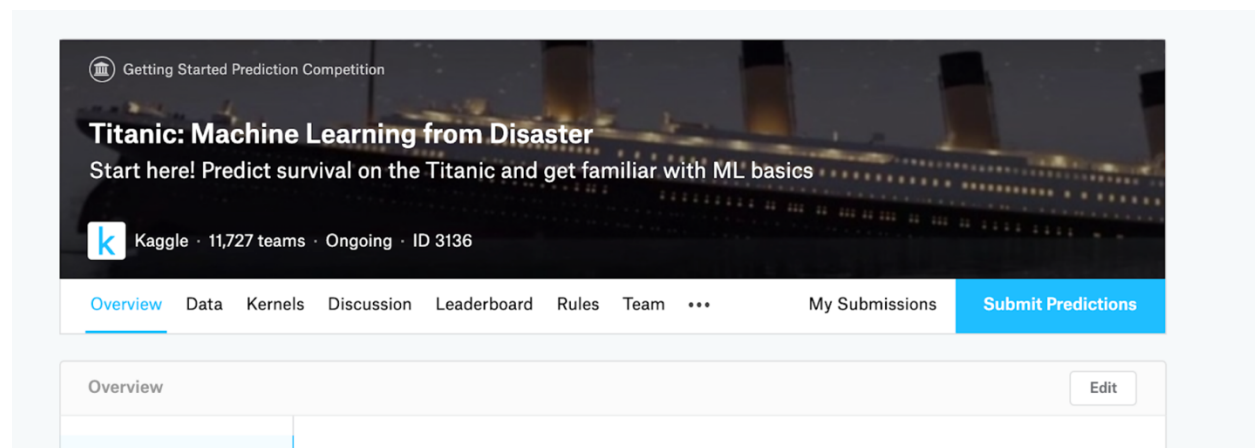 Getting Started Prediction Competition
Titanic: Machine Learning from Disaster
Start here! Predict survival on the Titanic and get familiar with ML basics
k Kaggle · 11,727 teams · Ongoing · ID 3136
Overview Data Kernels Discussion Leaderboard Rules Team ••• My Submissions Submit Predictions
Overview Edit